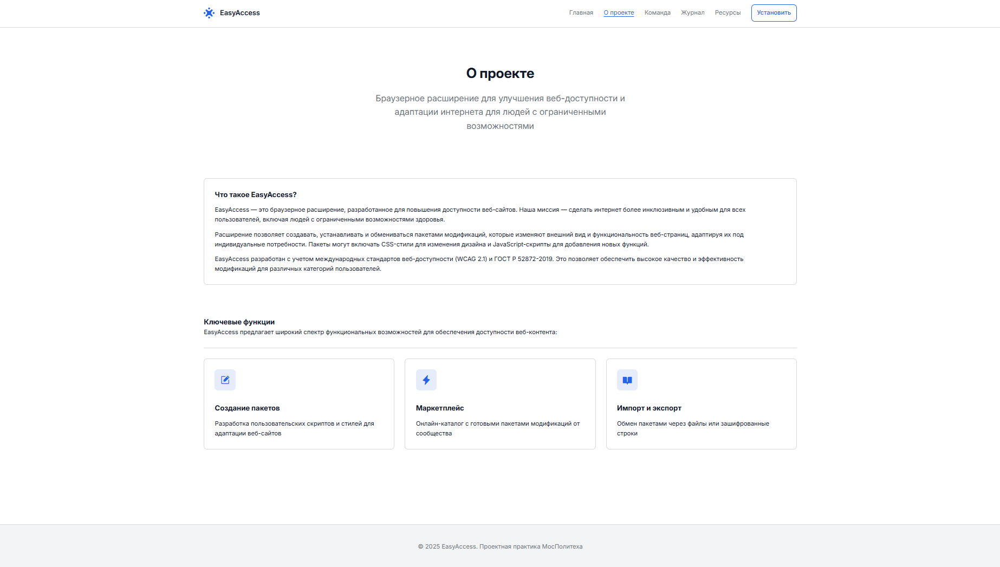 EasyAccess
Главная
О проекте
Команда
Журнал
Ресурсы
Установить
О проекте
Браузерное расширение для улучшения веб-доступности и
адаптации интернета для людей с ограниченными
возможностями
Что такое EasyAccess?
EasyAccess — это браузерное расширение, разработанное для повышения доступности веб-сайтов. Наша миссия — сделать интернет более инклюзивным и удобным для всех
пользователей, включая людей с ограниченными возможностями здоровья.
Расширение позволяет создавать, устанавливать и обмениваться пакетами модификаций, которые изменяют внешний вид и функциональность веб-страниц, адаптируя их под
индивидуальные потребности. Пакеты могут включать CSS-стили для изменения дизайна и JavaScript-скрипты для добавления новых функций.
EasyAccess разработан с учетом международных стандартов веб-доступности (WCAG 2.1) и ГОСТ Р 52872-2019. Это позволяет обеспечить высокое качество и эффективность
модификаций для различных категорий пользователей.
Ключевые функции
EasyAccess предлагает широкий спектр функциональных возможностей для обеспечения доступности веб-контента:
Создание пакетов
Разработка пользовательских скриптов и стилей для
адаптации веб-сайтов
Маркетплейс
Онлайн-каталог с готовыми пакетами модификаций от
сообщества
Импорт и экспорт
Обмен пакетами через файлы или зашифрованные
строки
© 2025 EasyAccess. Проектная практика МосПолитеха